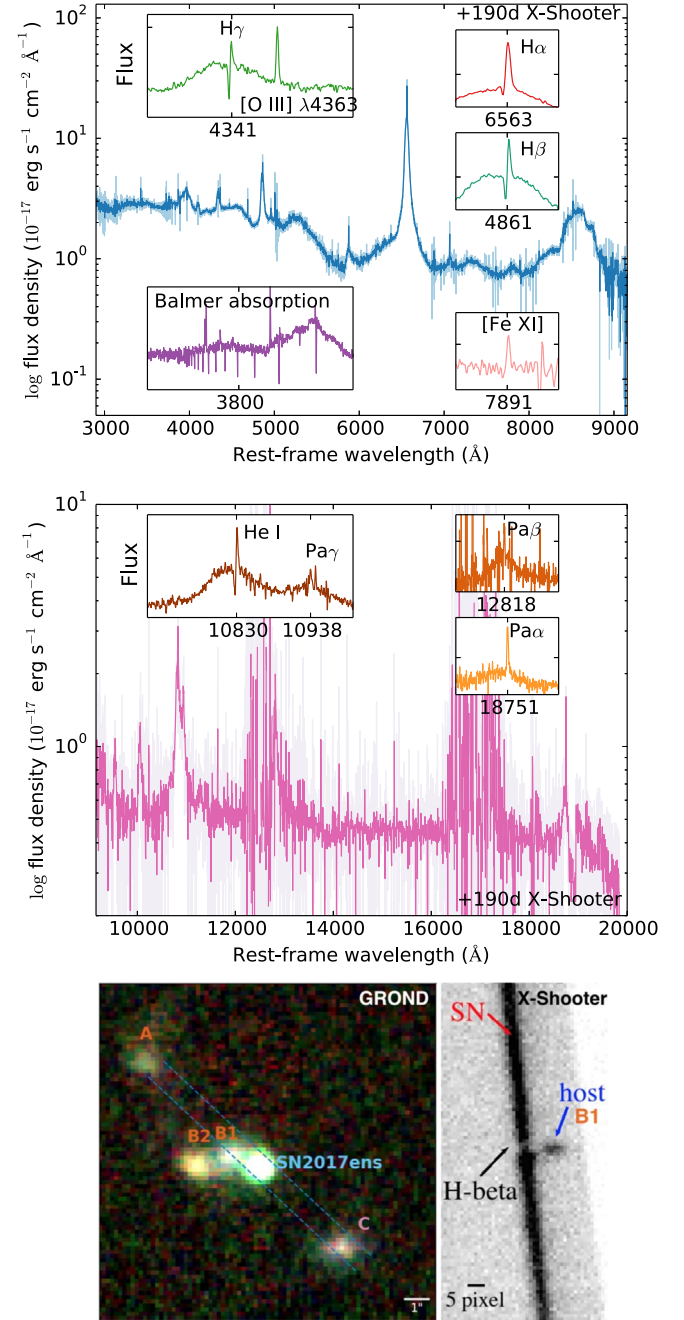 +190d X-Shooter
Hγ
[O III] λ4363
Flux
4341
Hα
6563
Hβ
4861
Balmer absorption
3800
[Fe XI]
7891
10²
10¹
10⁰
10⁻¹
log flux density (10⁻¹⁷ erg s⁻¹ cm⁻² Å⁻¹)
3000 4000 5000 6000 7000 8000 9000
Rest-frame wavelength (Å)
10¹
10⁰
log flux density (10⁻¹⁷ erg s⁻¹ cm⁻² Å⁻¹)
Flux
He I
Paγ
10830 10938
Paβ
12818
Paα
18751
+190d X-Shooter
10000 12000 14000 16000 18000 20000
Rest-frame wavelength (Å)
GROND
A
B2 B1
SN2017ens
C
1"
X-Shooter
SN
host
B1
H-beta
5 pixel